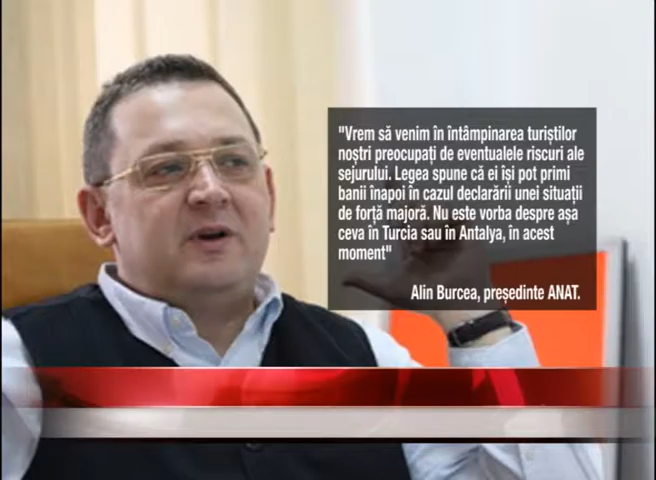 "Vrem să venim în întâmpinarea turiștilor
noștri preocupați de eventualele riscuri ale
sejurului. Legea spune că ei își pot primi
banii înapoi în cazul declarării unei situații
de forță majoră. Nu este vorba despre așa
ceva în Turcia sau în Antalya, în acest
moment"
Alin Burcea, președinte ANAT.